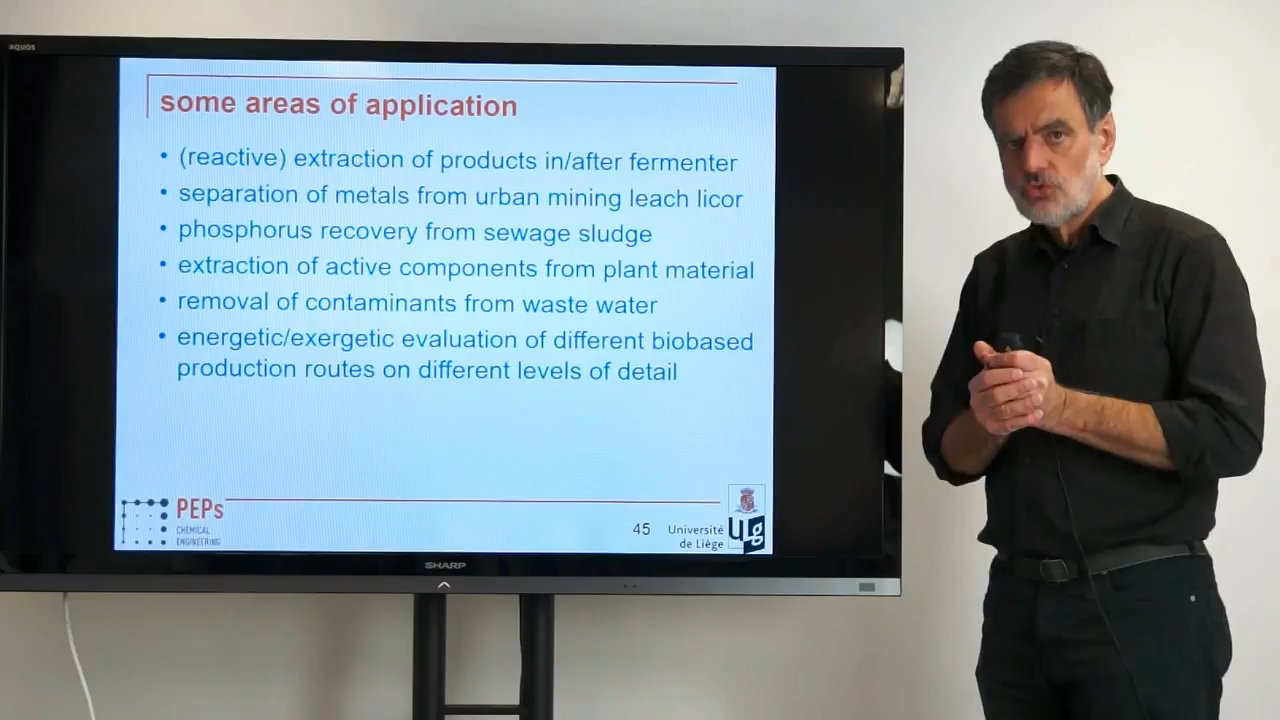 AQUOS
some areas of application
• (reactive) extraction of products in/after fermenter
• separation of metals from urban mining leach licor
• phosphorus recovery from sewage sludge
• extraction of active components from plant material
• removal of contaminants from waste water
• energetic/exergetic evaluation of different biobased
production routes on different levels of detail
PEPs
CHEMICAL
ENGINEERING
45
Université
de Liège
ULg
SHARP